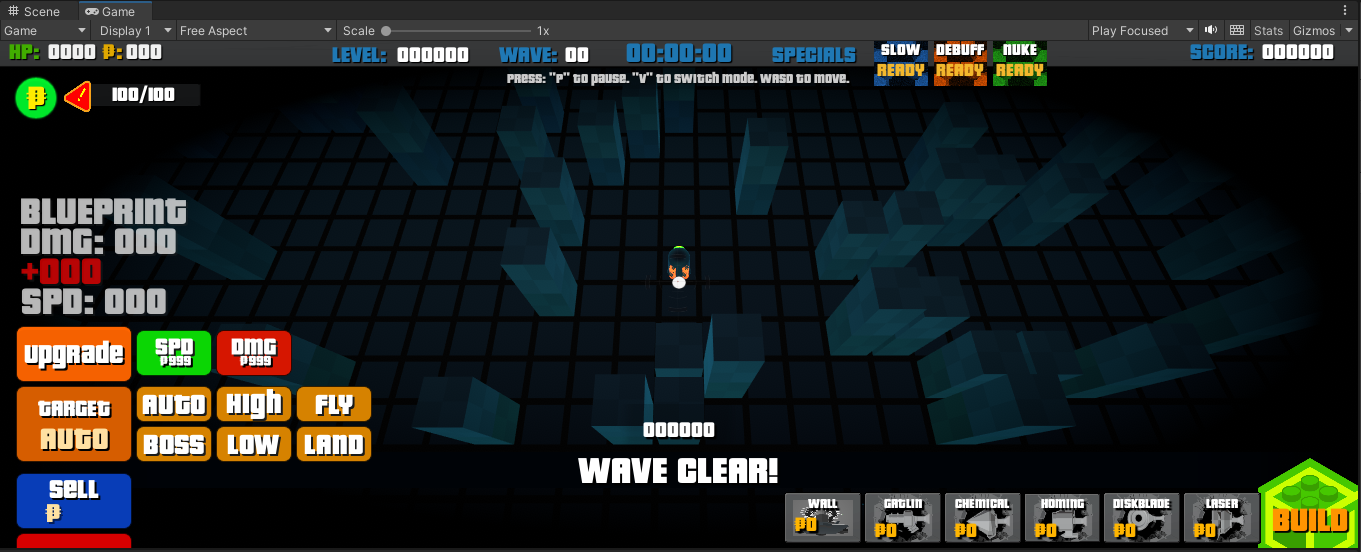 Scene Game
Game Display 1 Free Aspect Scale 1x Play Focused Stats Gizmos
HP: 0000 ₱: 000 LEVEL: 000000 WAVE: 00 00:00:00 SPECIALS SLOW DEBUFF NUKE SCORE: 000000
READY READY READY
PRESS: "P" TO PAUSE. "V" TO SWITCH MODE. WASD TO MOVE.
₱ ! 100/100
BLUEPRINT
DMG: 000
+000
SPD: 000
UPGRADE SPD DMG
₱999 ₱999
TARGET AUTO HIGH FLY
AUTO BOSS LOW LAND
000000
WAVE CLEAR!
SELL
₱
WALL GATLIN CHEMICAL HOMING DISKBLADE LASER
₱0 ₱0 ₱0 ₱0 ₱0 ₱0 BUILD